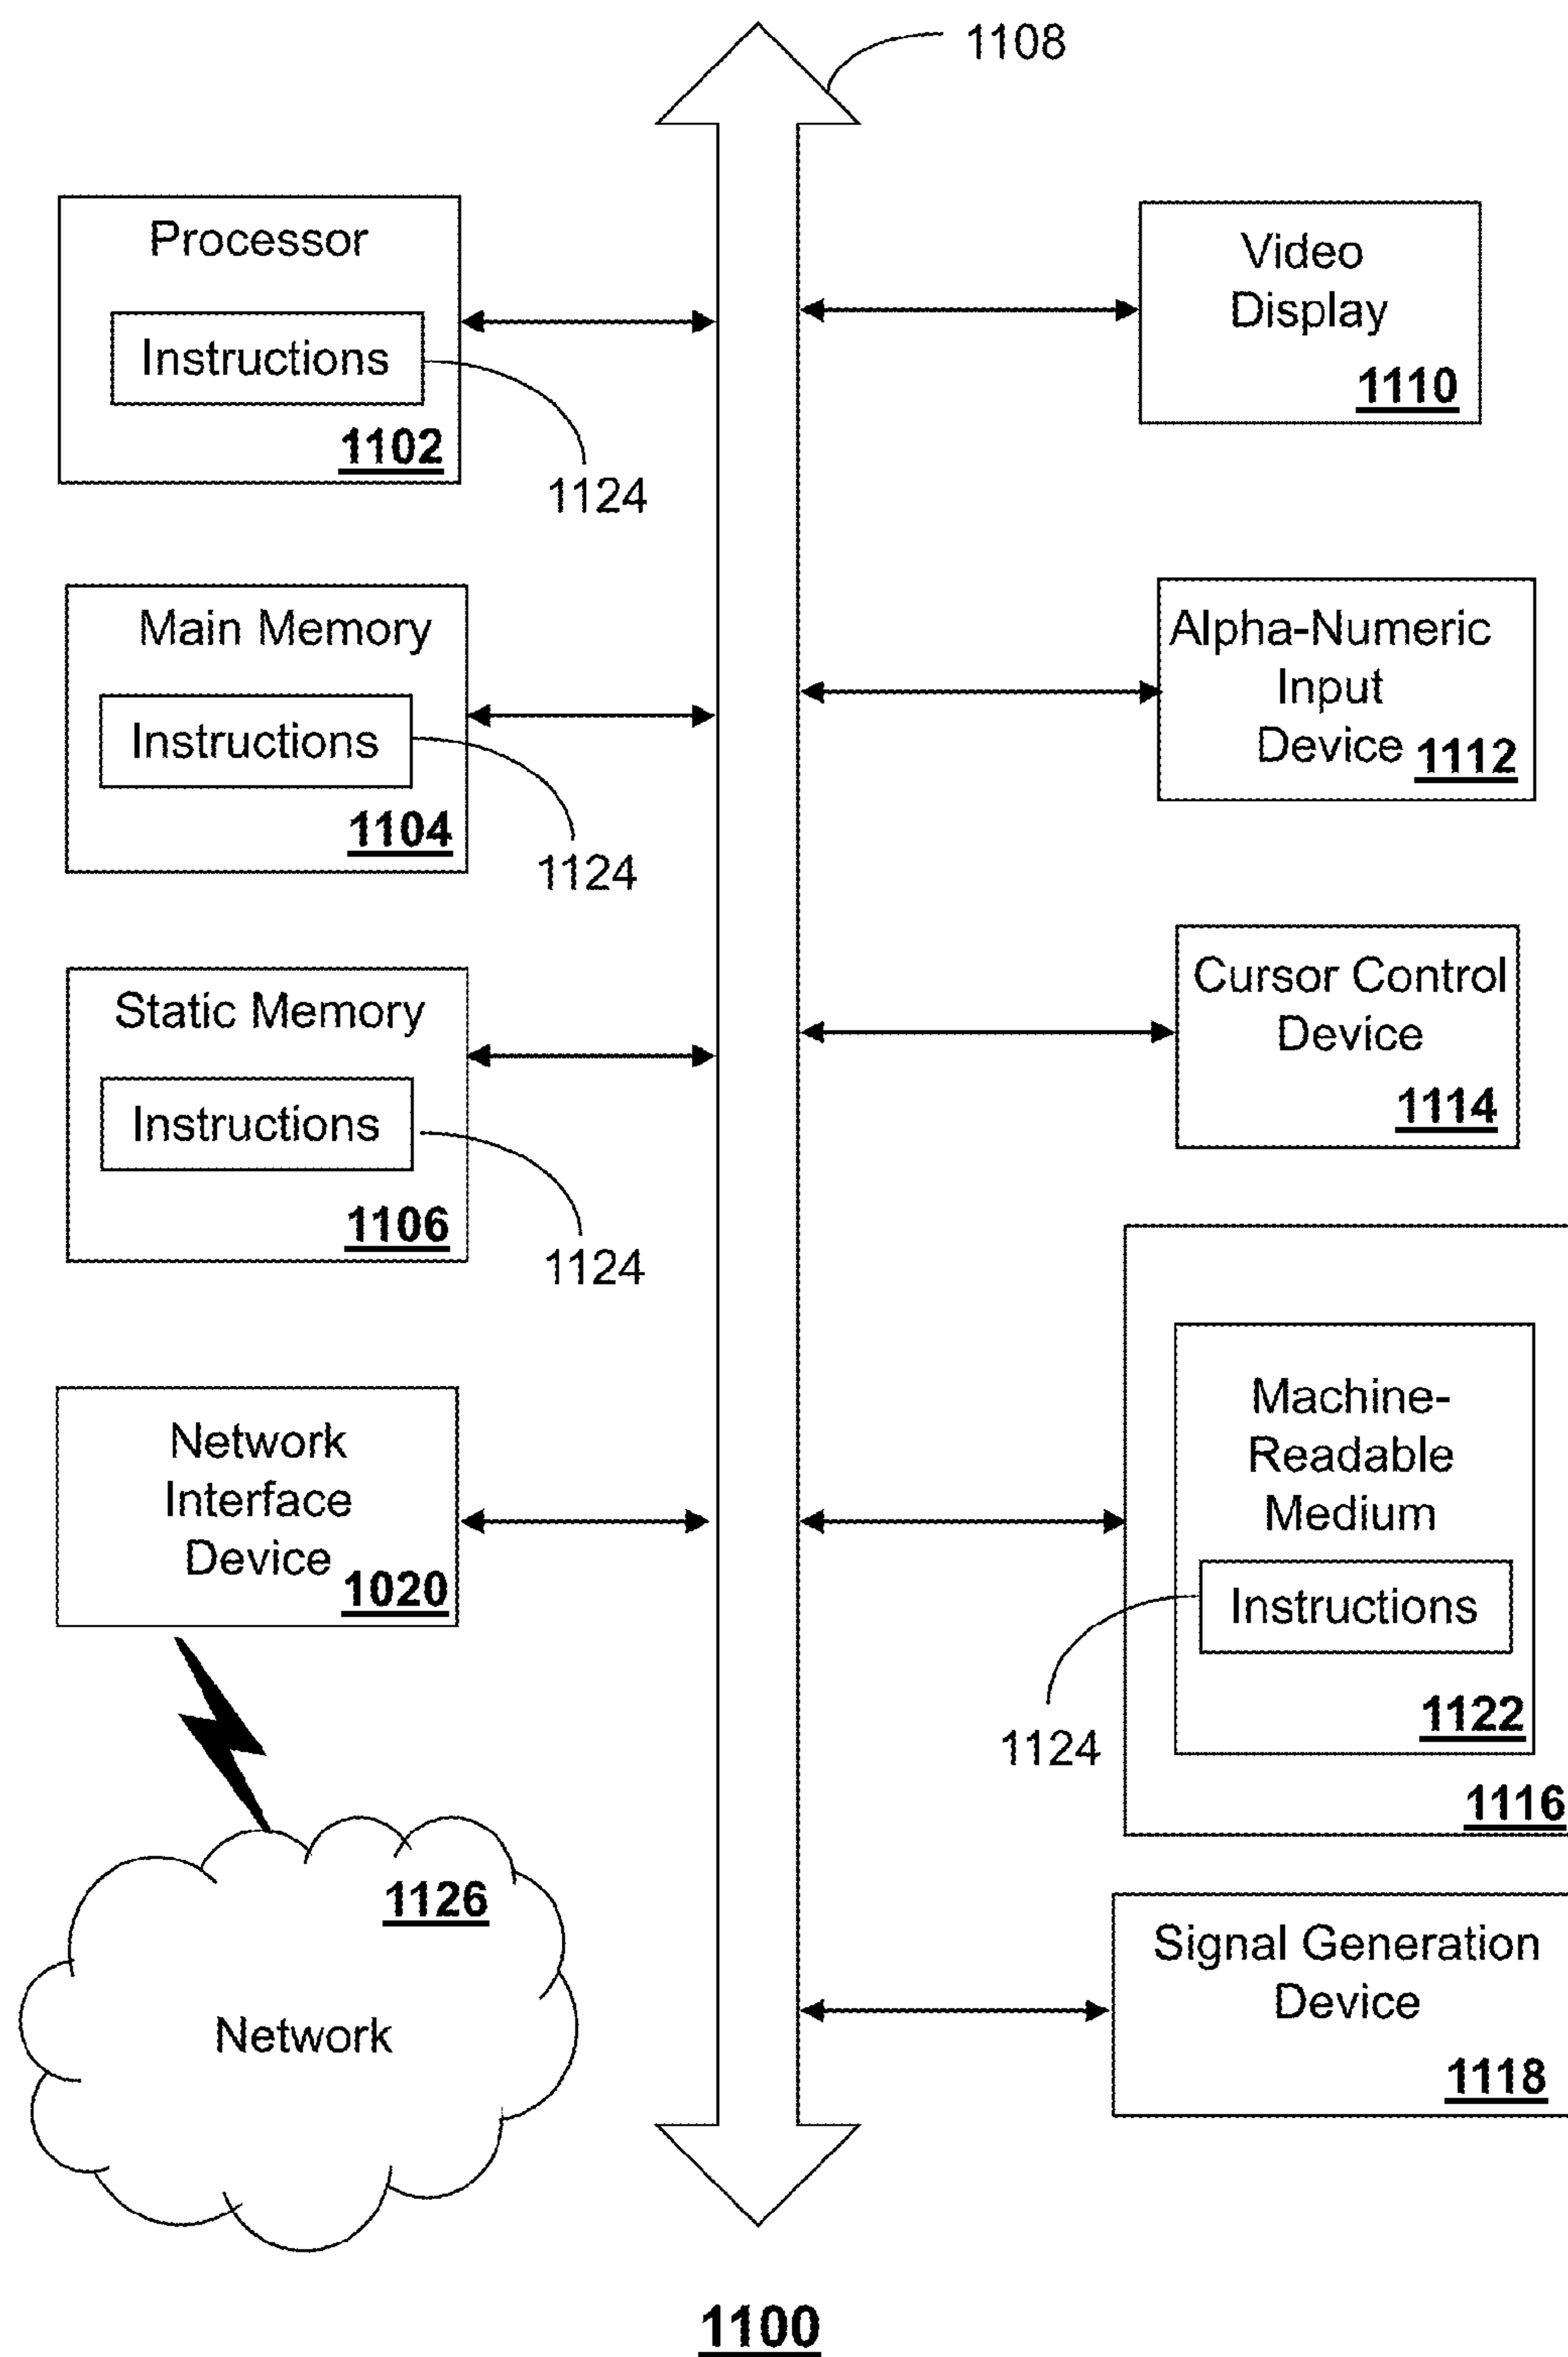 1108
Processor
Instructions
1102
1124
Main Memory
Instructions
1104
1124
Static Memory
Instructions
1106
1124
Network
Interface
Device
1020
1126
Network
Video
Display
1110
Alpha-Numeric
Input
Device 1112
Cursor Control
Device
1114
Machine-
Readable
Medium
Instructions
1124
1122
1116
Signal Generation
Device
1118
1100